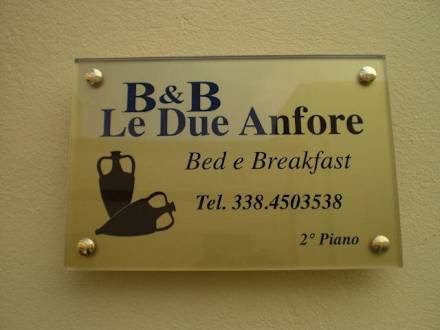 B&B
Le Due Anfore
Bed e Breakfast
Tel. 338.4503538
2° Piano